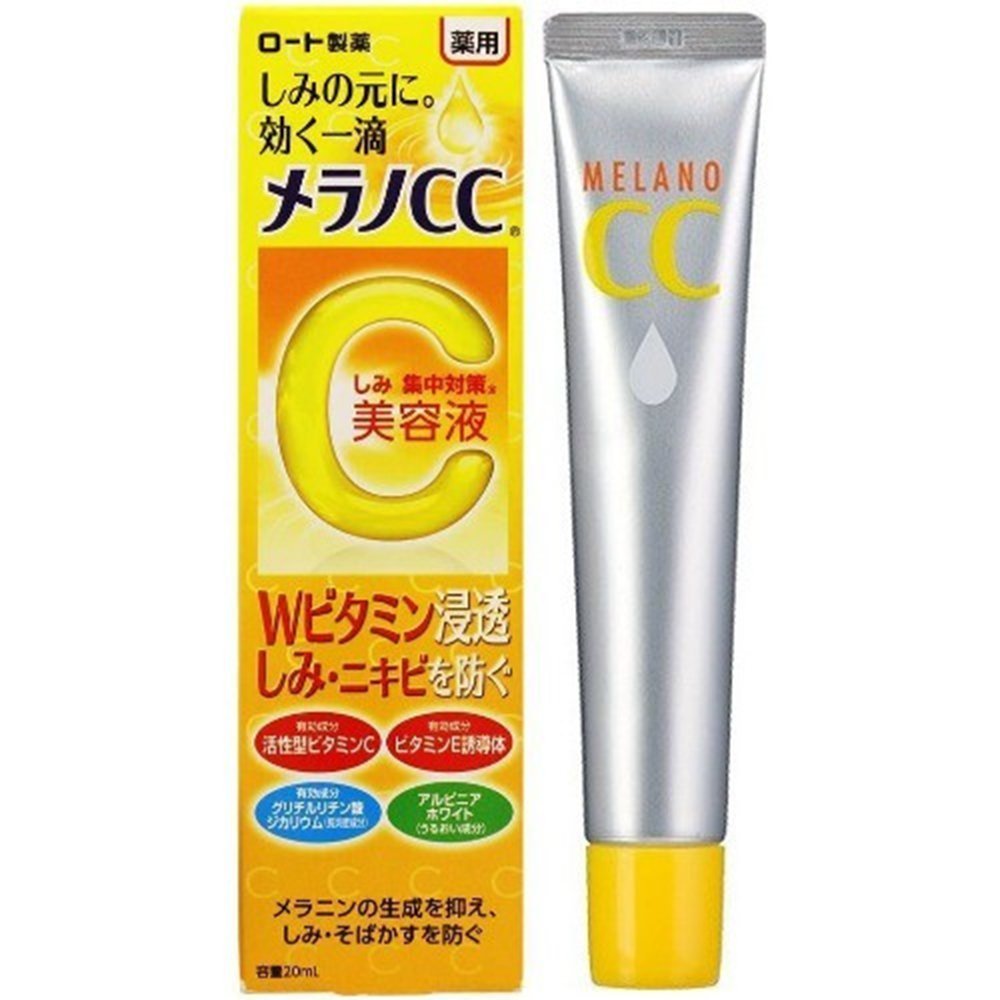 ロート製薬
薬用
しみの元に。
効く一滴
メラノCC®
しみ 集中対策
美容液
Wビタミン浸透
しみ・ニキビを防ぐ
有効成分
活性型ビタミンC
有効成分
ビタミンE誘導体
有効成分
グリチルリチン酸
ジカリウム
アルピニア
ホワイト
(うるおい成分)
メラニンの生成を抑え、
しみ・そばかすを防ぐ
容量20mL
MELANO
CC